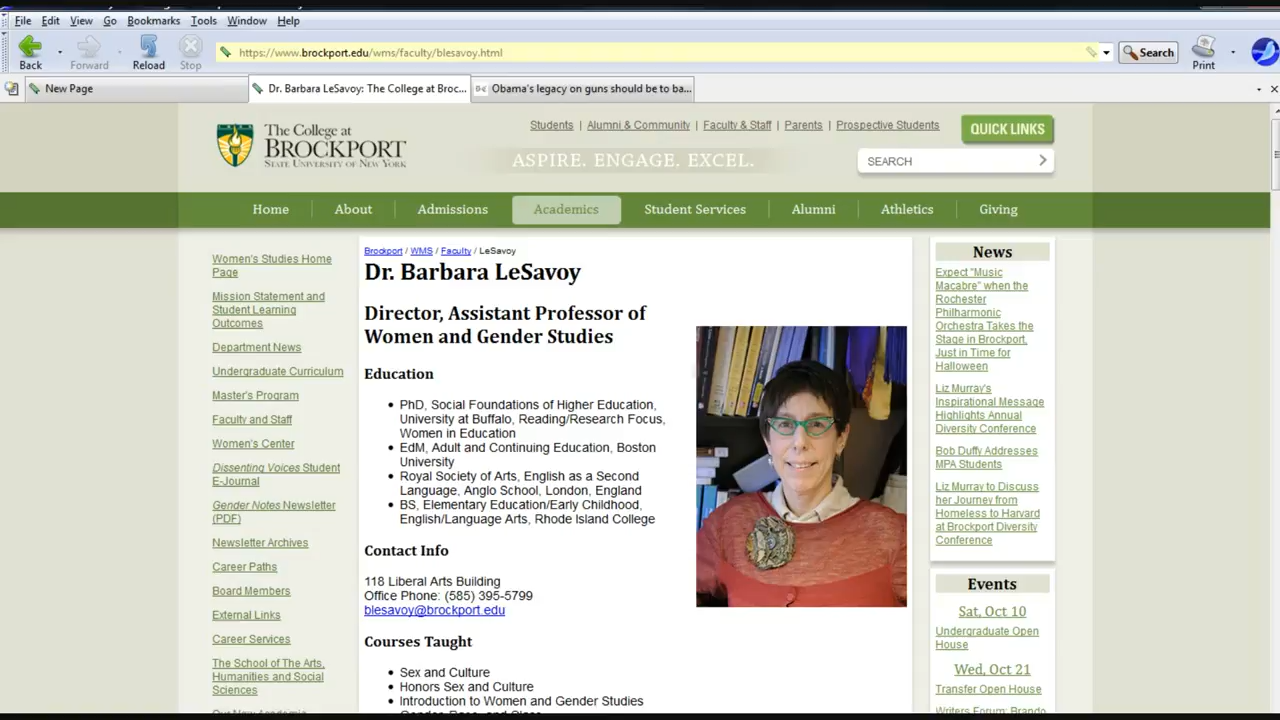 File Edit View Go Bookmarks Tools Window Help
Back Forward Reload Stop https://www.brockport.edu/wms/faculty/blesavoy.html Search Print
New Page Dr. Barbara LeSavoy: The College at Broc... Obama's legacy on guns should be to ba...
The College at
BROCKPORT
STATE UNIVERSITY OF NEW YORK
Students | Alumni & Community | Faculty & Staff | Parents | Prospective Students
QUICK LINKS
ASPIRE. ENGAGE. EXCEL.
SEARCH
Home About Admissions Academics Student Services Alumni Athletics Giving
Women's Studies Home
Page
Mission Statement and
Student Learning
Outcomes
Department News
Undergraduate Curriculum
Master's Program
Faculty and Staff
Women's Center
Dissenting Voices Student
E-Journal
Gender Notes Newsletter
(PDF)
Newsletter Archives
Career Paths
Board Members
External Links
Career Services
The School of The Arts,
Humanities and Social
Sciences
Brockport / WMS / Faculty / LeSavoy
Dr. Barbara LeSavoy
Director, Assistant Professor of
Women and Gender Studies
Education
• PhD, Social Foundations of Higher Education,
University at Buffalo, Reading/Research Focus,
Women in Education
• EdM, Adult and Continuing Education, Boston
University
• Royal Society of Arts, English as a Second
Language, Anglo School, London, England
• BS, Elementary Education/Early Childhood,
English/Language Arts, Rhode Island College
Contact Info
118 Liberal Arts Building
Office Phone: (585) 395-5799
blesavoy@brockport.edu
Courses Taught
• Sex and Culture
• Honors Sex and Culture
• Introduction to Women and Gender Studies
News
Expect "Music
Macabre" when the
Rochester
Philharmonic
Orchestra Takes the
Stage in Brockport,
Just in Time for
Halloween
Liz Murray's
Inspirational Message
Highlights Annual
Diversity Conference
Bob Duffy Addresses
MPA Students
Liz Murray to Discuss
her Journey from
Homeless to Harvard
at Brockport Diversity
Conference
Events
Sat, Oct 10
Undergraduate Open
House
Wed, Oct 21
Transfer Open House
Writers Forum: Brando